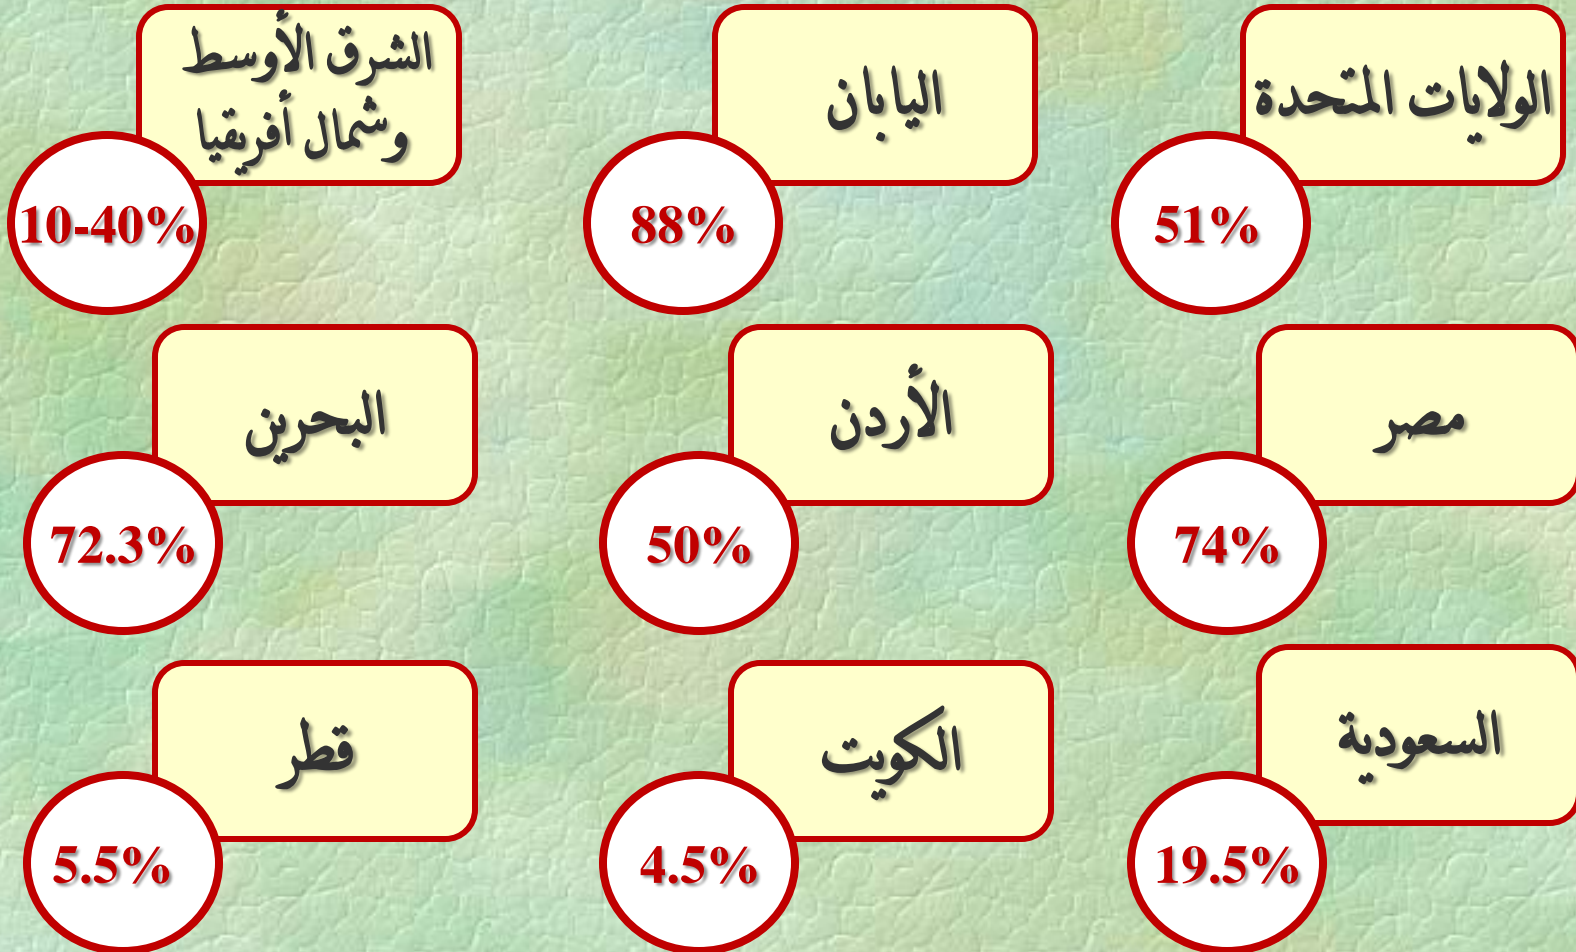 الولايات المتحدة
51%
اليابان
88%
الشرق الأوسط
وشمال أفريقيا
10-40%
مصر
74%
الأردن
50%
البحرين
72.3%
السعودية
19.5%
الكويت
4.5%
قطر
5.5%